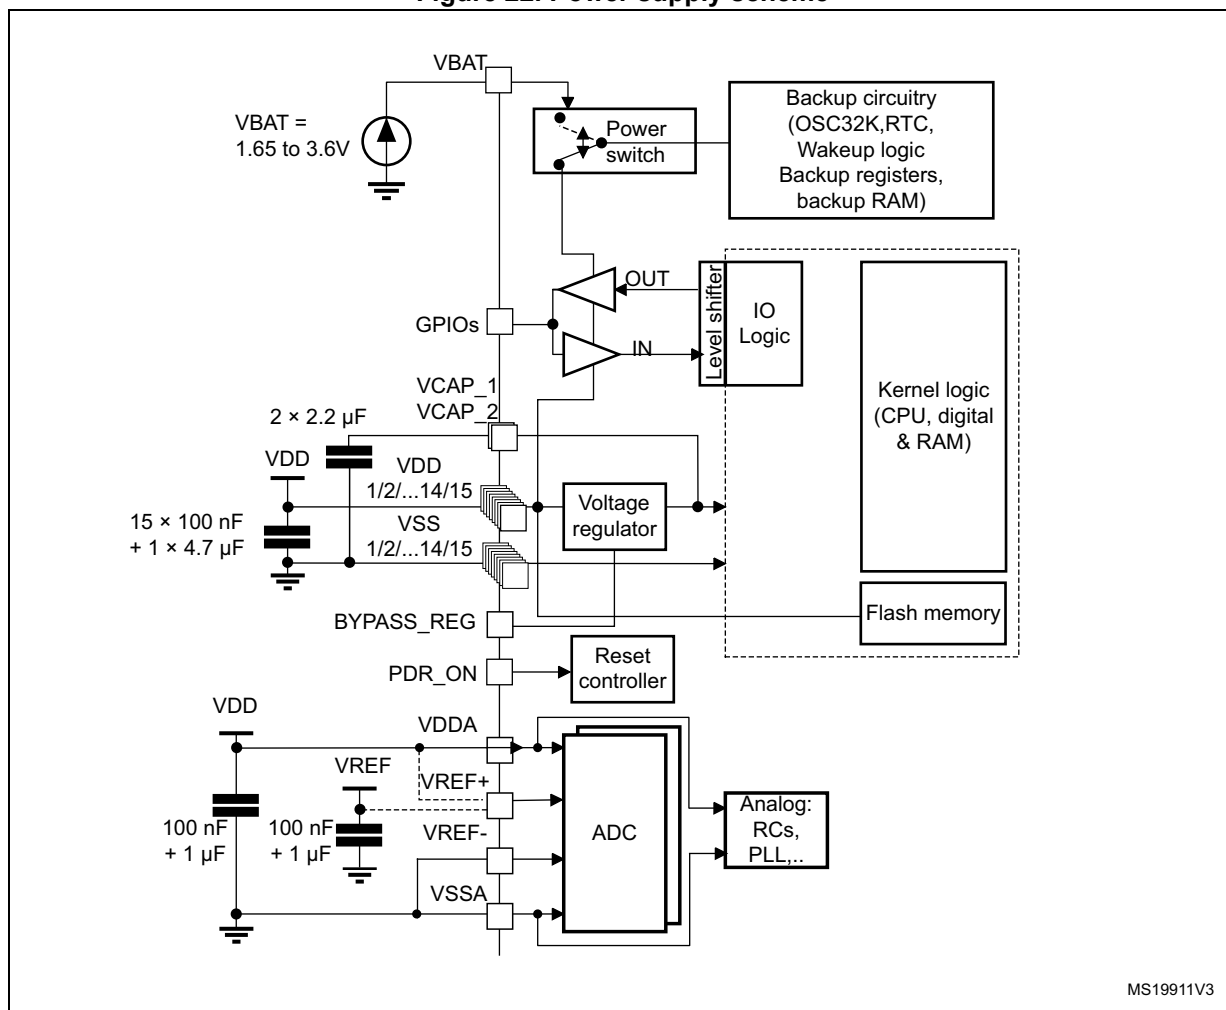 VBAT
VBAT =
1.65 to 3.6V
Power
switch
Backup circuitry
(OSC32K,RTC,
Wakeup logic
Backup registers,
backup RAM)
OUT
Level shifter
IO
Logic
GPIOs
IN
Kernel logic
(CPU, digital
& RAM)
VCAP_1
VCAP_2
2 × 2.2 μF
VDD
VDD
1/2/...14/15
Voltage
regulator
15 × 100 nF
+ 1 × 4.7 μF
VSS
1/2/...14/15
Flash memory
BYPASS_REG
PDR_ON
Reset
controller
VDD
VDDA
VREF
VREF+
100 nF
+ 1 μF
100 nF
+ 1 μF
VREF-
ADC
Analog:
RCs,
PLL,..
VSSA
MS19911V3